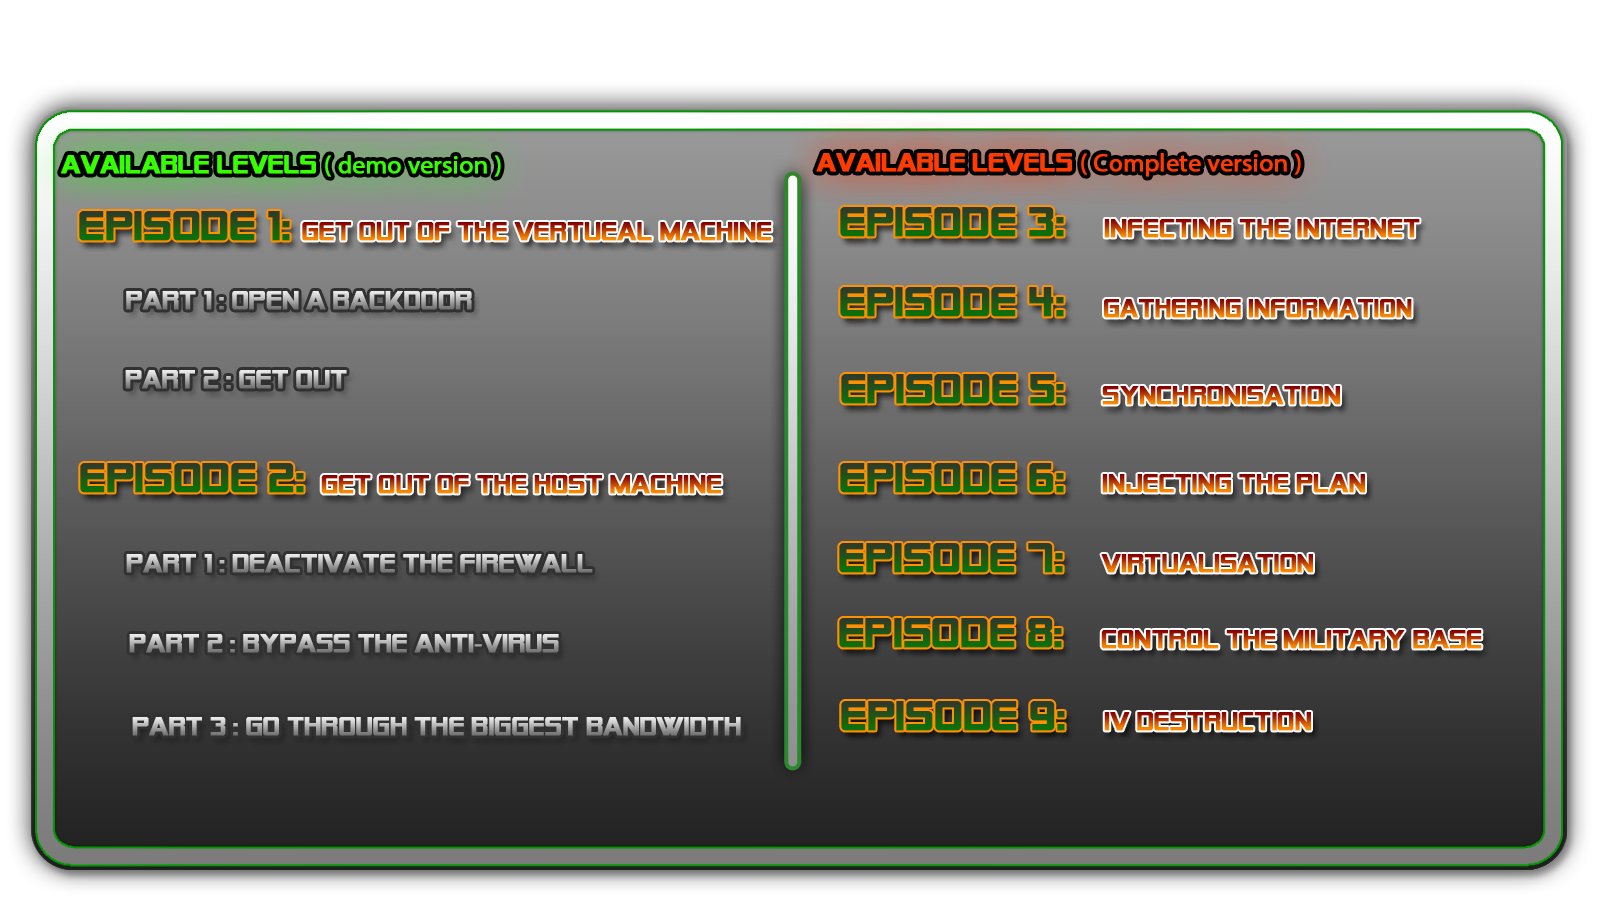 AVAILABLE LEVELS ( demo version )
EPISODE 1: GET OUT OF THE VERTUEAL MACHINE
PART 1 : OPEN A BACKDOOR
PART 2 : GET OUT
EPISODE 2: GET OUT OF THE HOST MACHINE
PART 1 : DEACTIVATE THE FIREWALL
PART 2 : BYPASS THE ANTI-VIRUS
PART 3 : GO THROUGH THE BIGGEST BANDWIDTH
AVAILABLE LEVELS ( Complete version )
EPISODE 3: INFECTING THE INTERNET
EPISODE 4: GATHERING INFORMATION
EPISODE 5: SYNCHRONISATION
EPISODE 6: INJECTING THE PLAN
EPISODE 7: VIRTUALISATION
EPISODE 8: CONTROL THE MILITARY BASE
EPISODE 9: IV DESTRUCTION